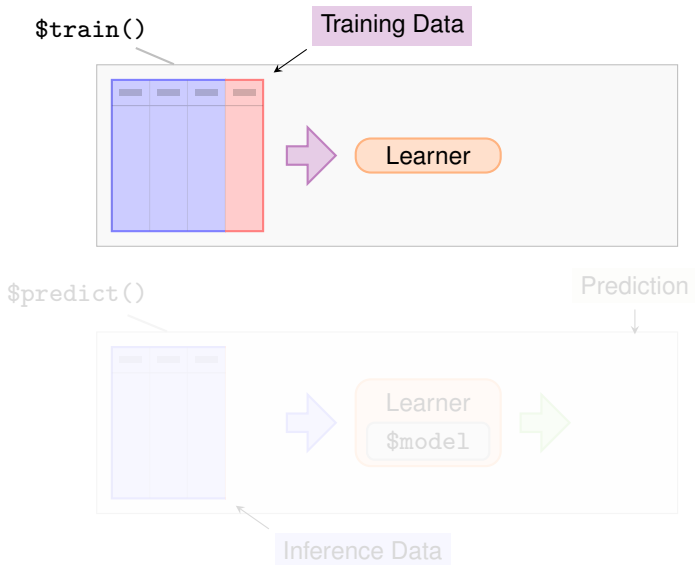 $train()
Training Data
Learner
$predict()
Prediction
Learner
$model
Inference Data